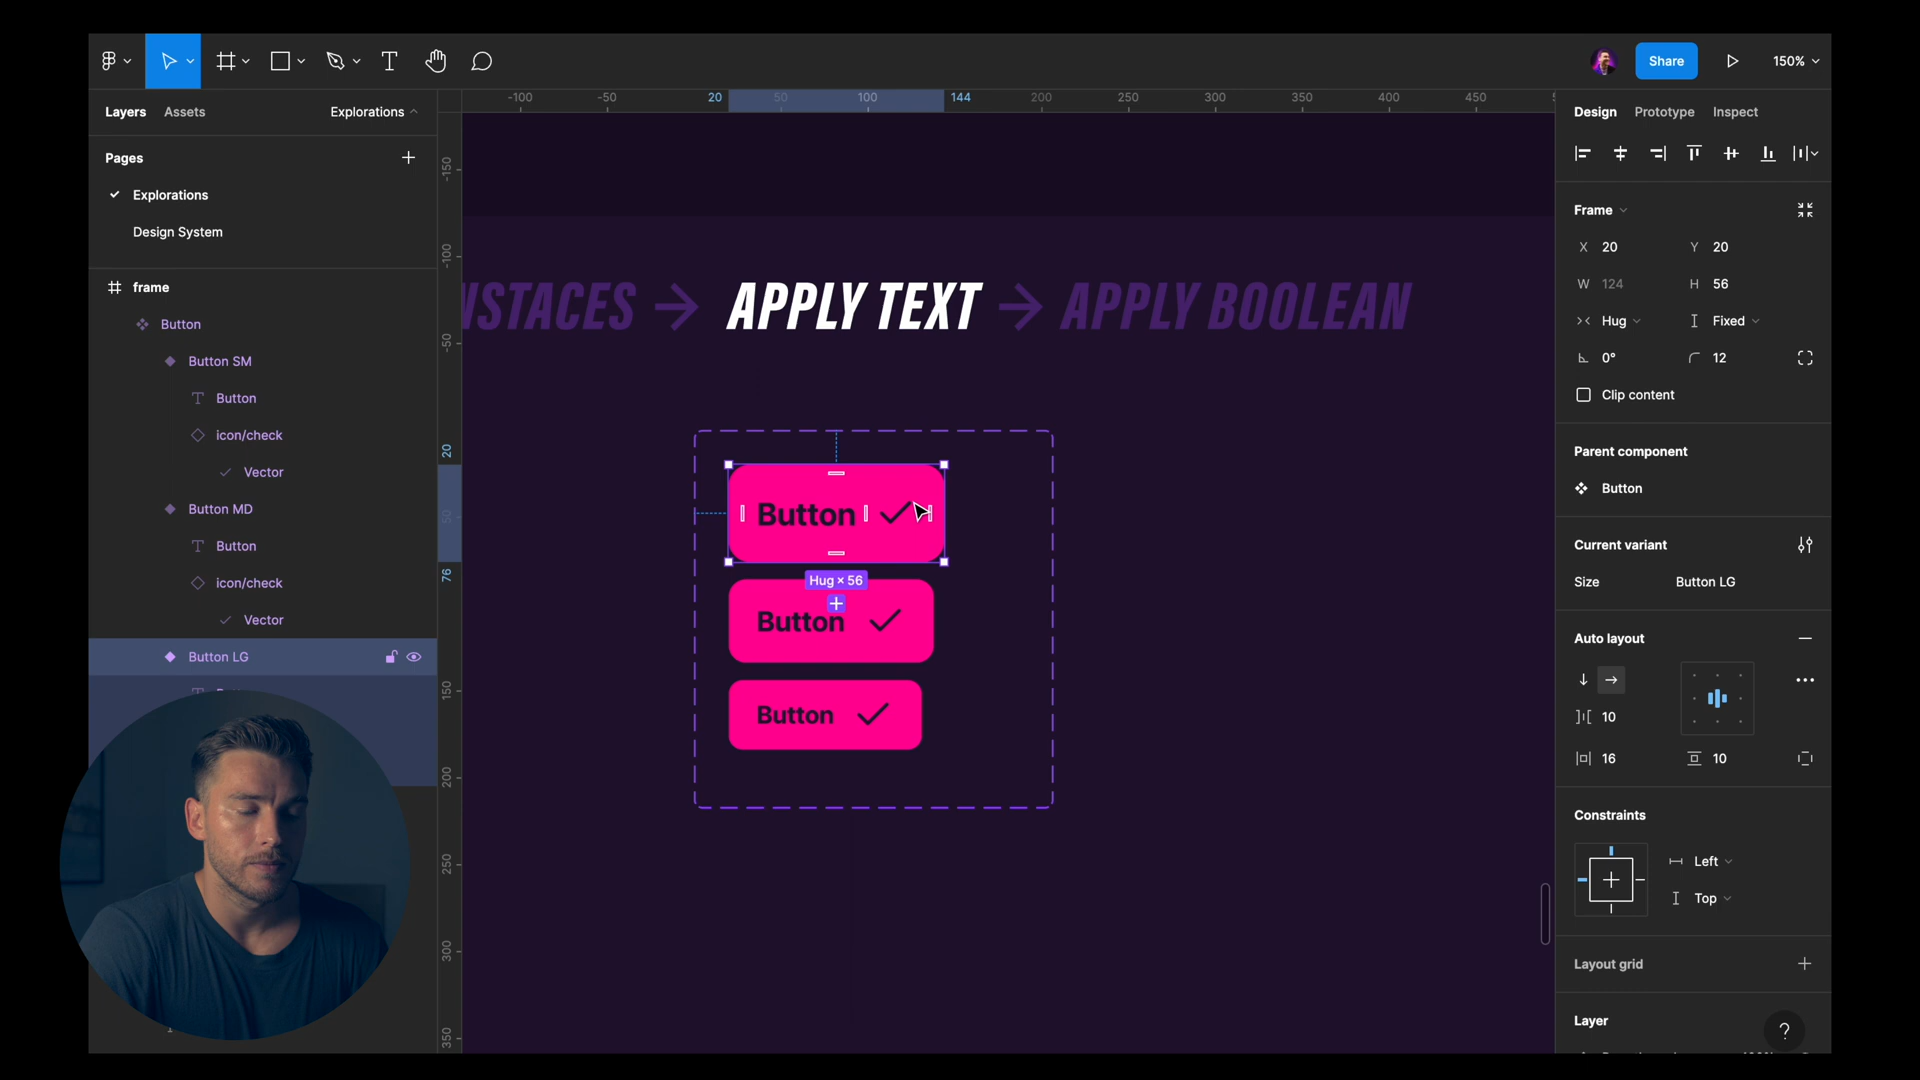 Share
150%
Layers
Assets
Explorations
Pages
Explorations
Design System
frame
Button
Button SM
Button
icon/check
Vector
Button MD
Button
icon/check
Vector
Button LG
-100
-50
20
50
100
144
200
250
300
350
400
450
-150
-100
-50
20
50
76
150
200
250
300
350
NSTACES → APPLY TEXT → APPLY BOOLEAN
Button
Hug × 56
Button
Button
Design
Prototype
Inspect
Frame
X 20
Y 20
W 124
H 56
Hug
Fixed
0°
12
Clip content
Parent component
Button
Current variant
Size
Button LG
Auto layout
10
16
10
Constraints
Left
Top
Layout grid
Layer
?